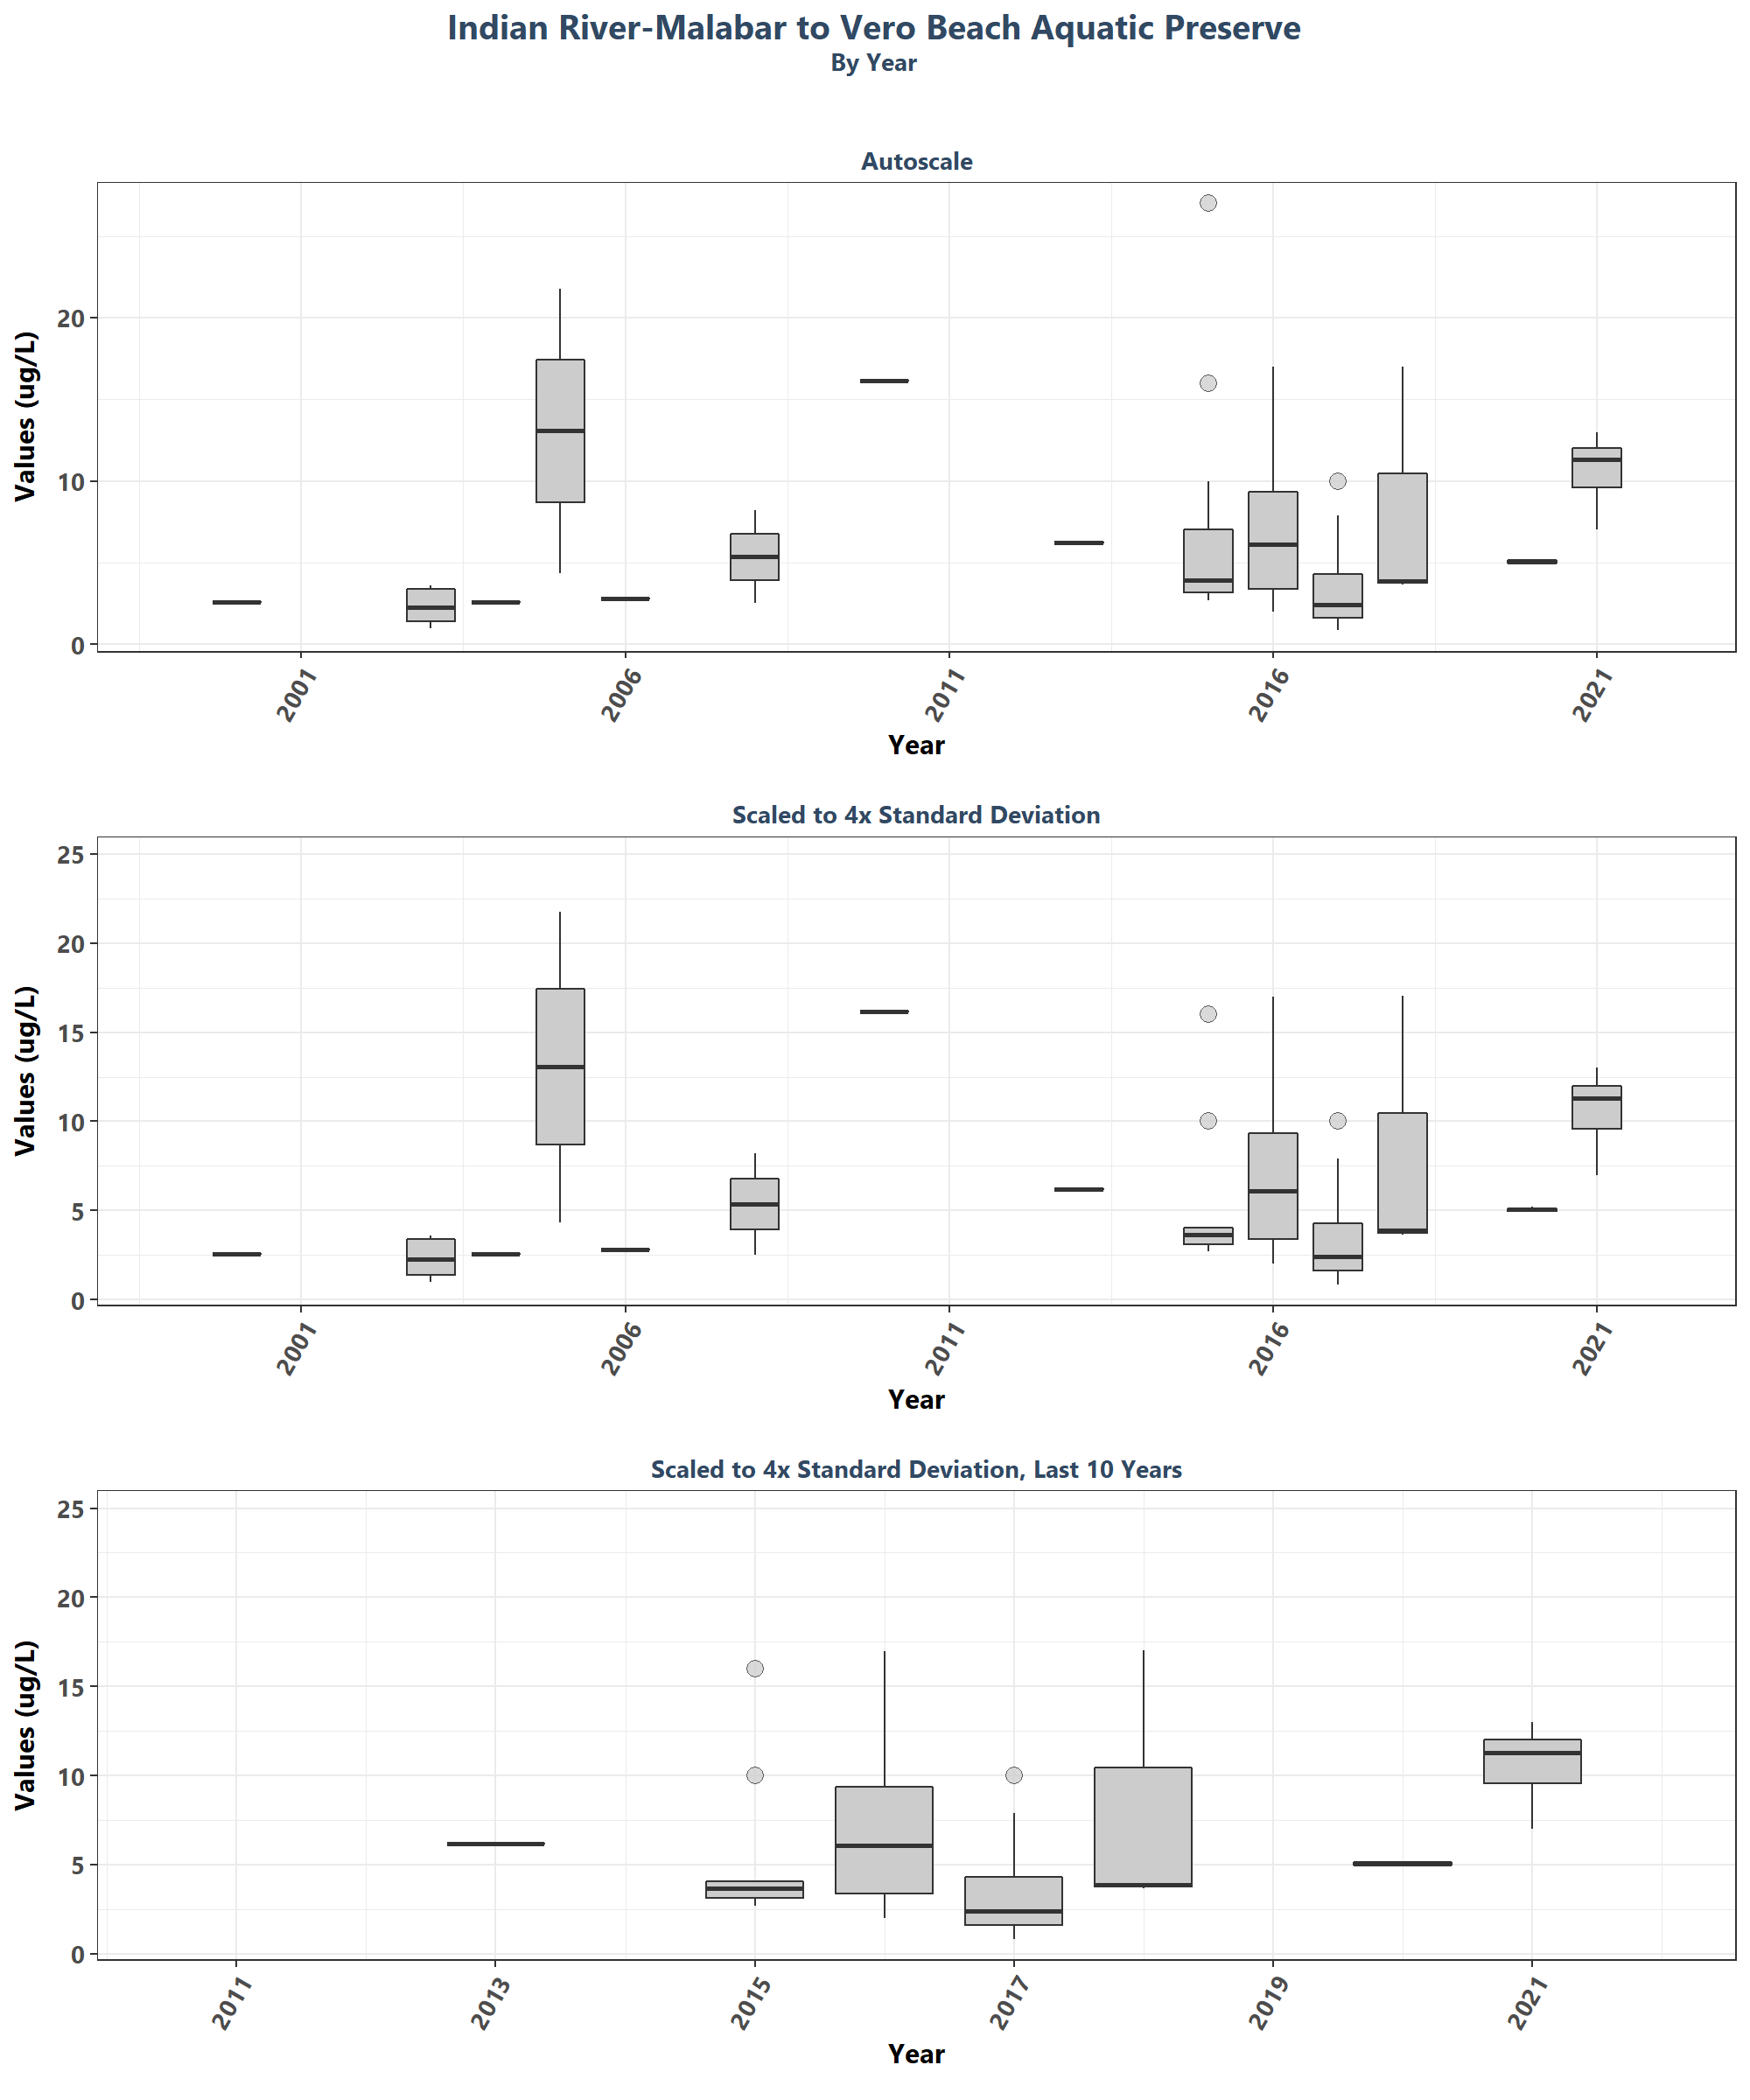 Indian River-Malabar to Vero Beach Aquatic Preserve
By Year
Autoscale
Values (ug/L)
20
10
0
2001
2006
2011
2016
2021
Year
Scaled to 4x Standard Deviation
Values (ug/L)
25
20
15
10
5
0
2001
2006
2011
2016
2021
Year
Scaled to 4x Standard Deviation, Last 10 Years
Values (ug/L)
25
20
15
10
5
0
2011
2013
2015
2017
2019
2021
Year